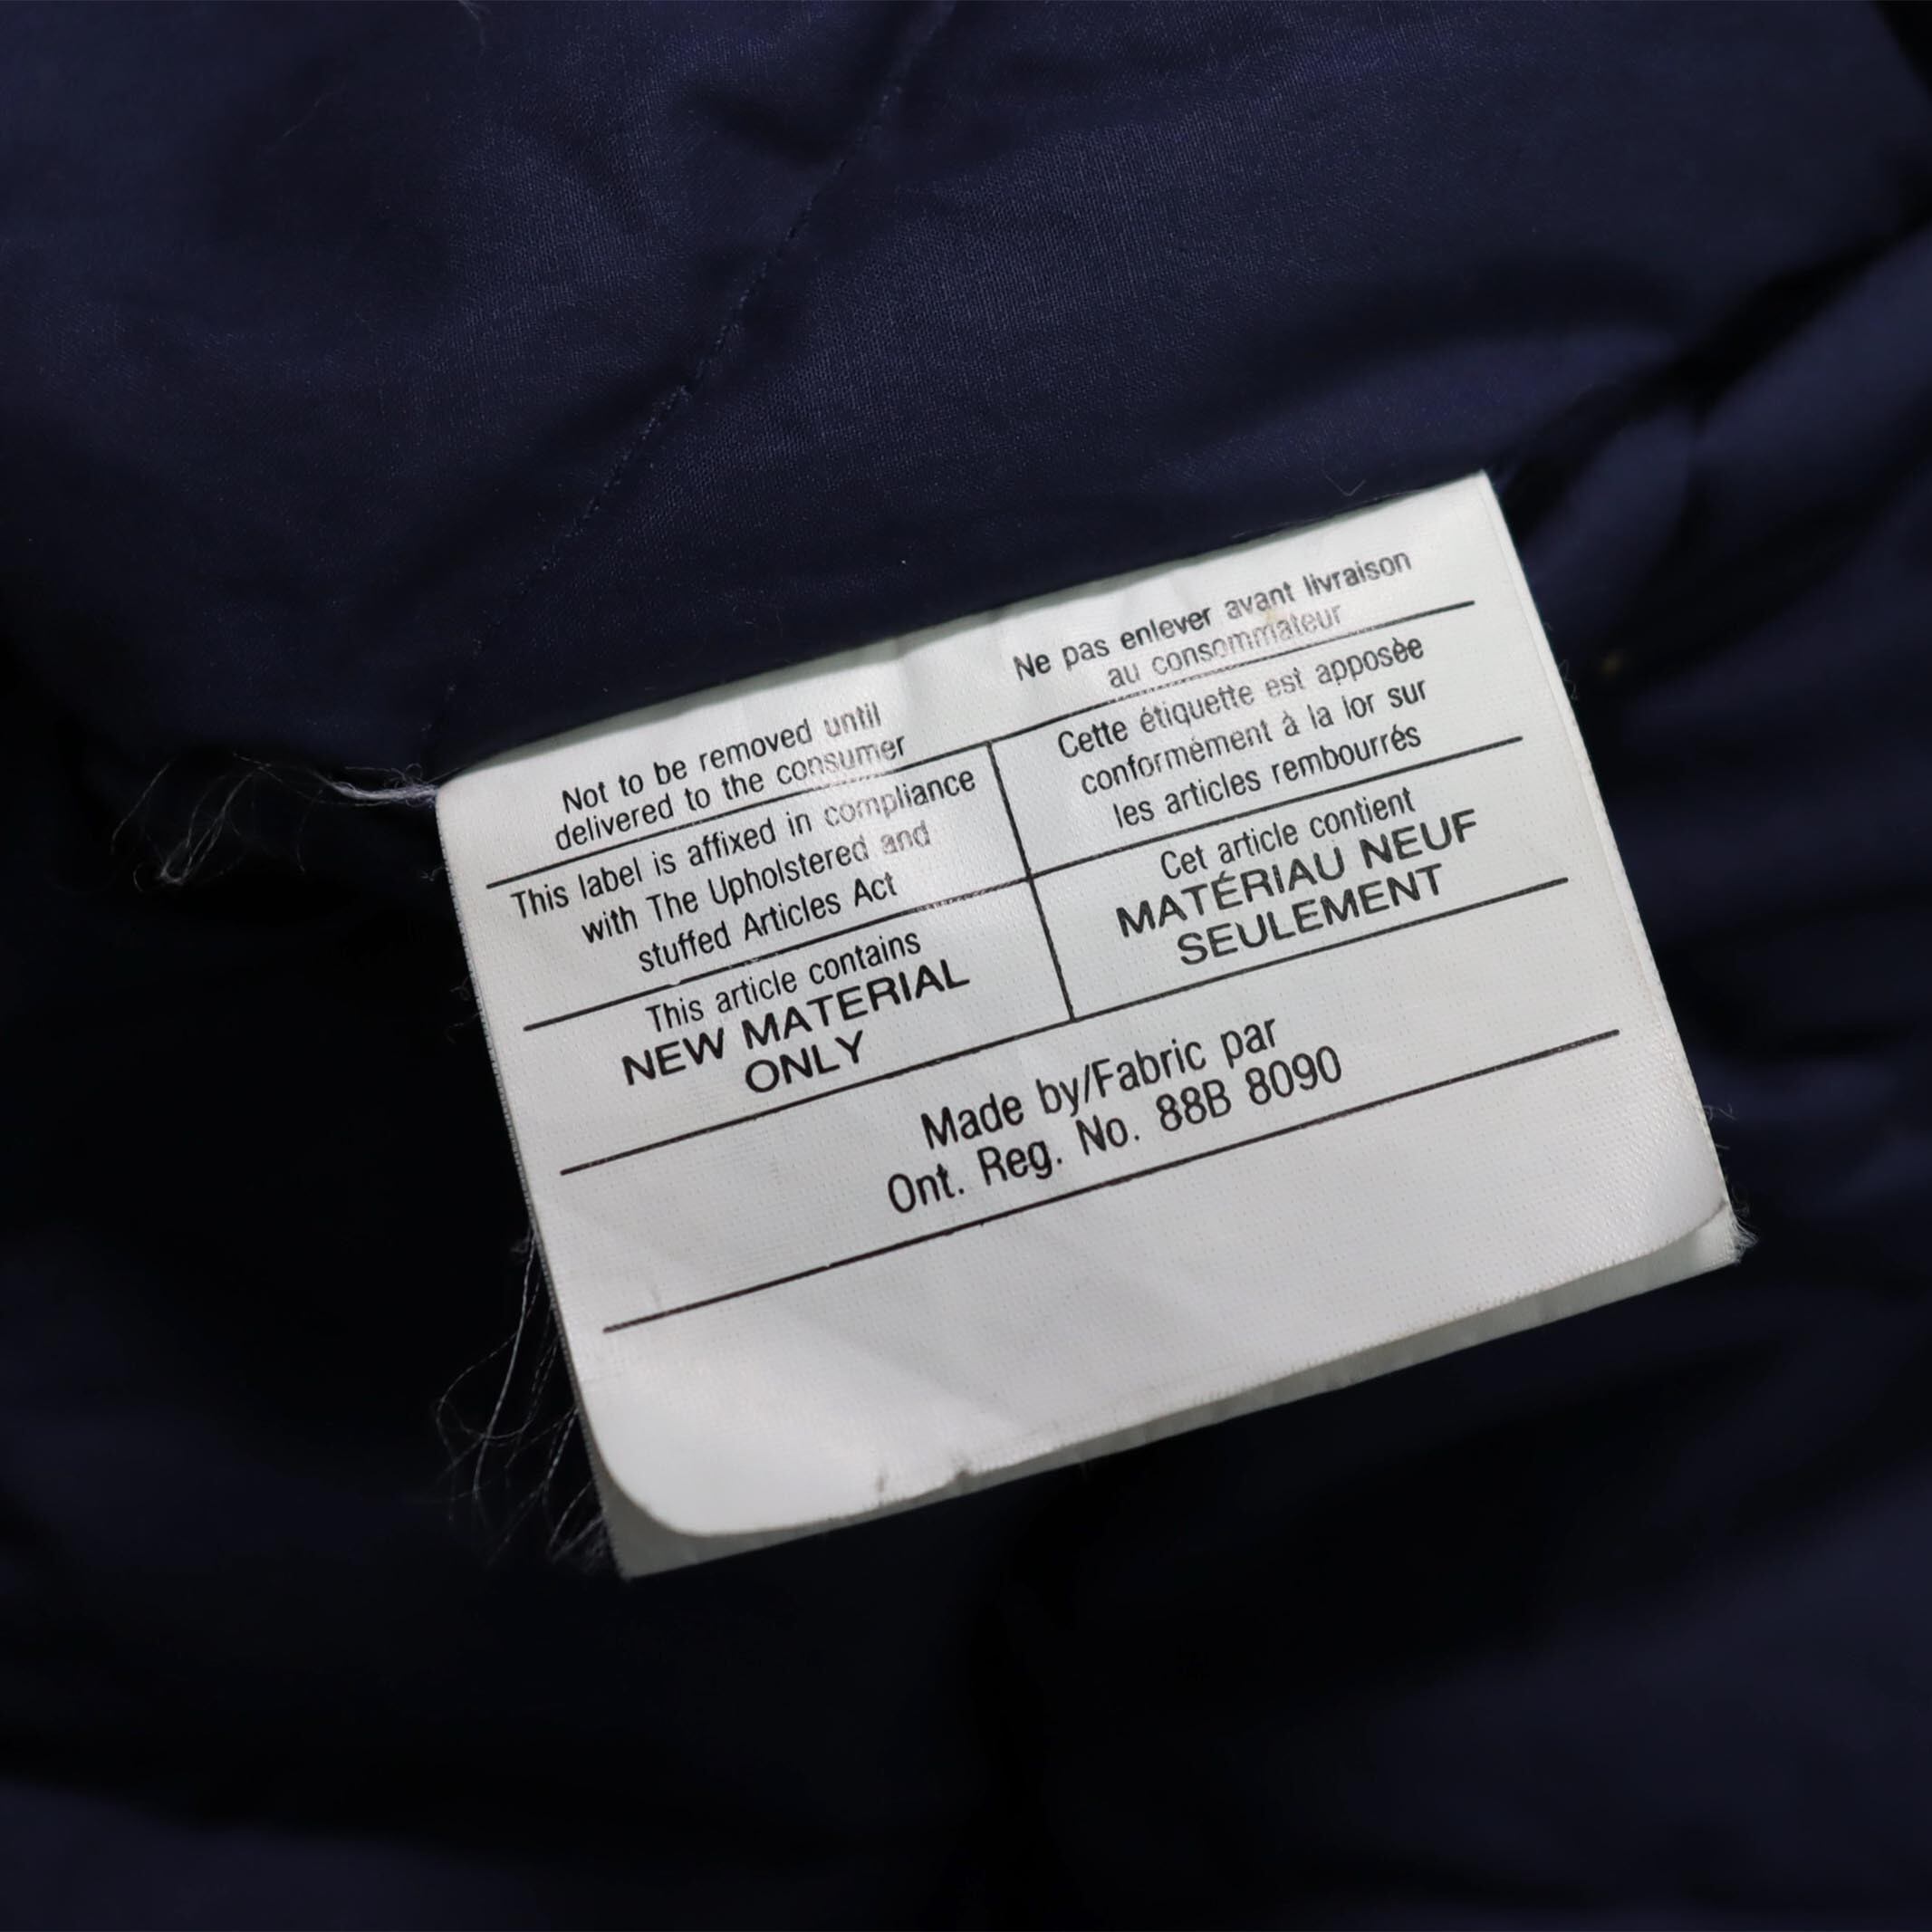 Not to be removed until
delivered to the consumer
Ne pas enlever avant livraison
au consommateur
This label is affixed in compliance
with The Upholstered and
stuffed Articles Act
Cette étiquette est apposèe
conformément à la lor sur
les articles rembourrés
This article contains
NEW MATERIAL
ONLY
Cet article contient
MATÉRIAU NEUF
SEULEMENT
Made by/Fabric par
Ont. Reg. No. 88B 8090